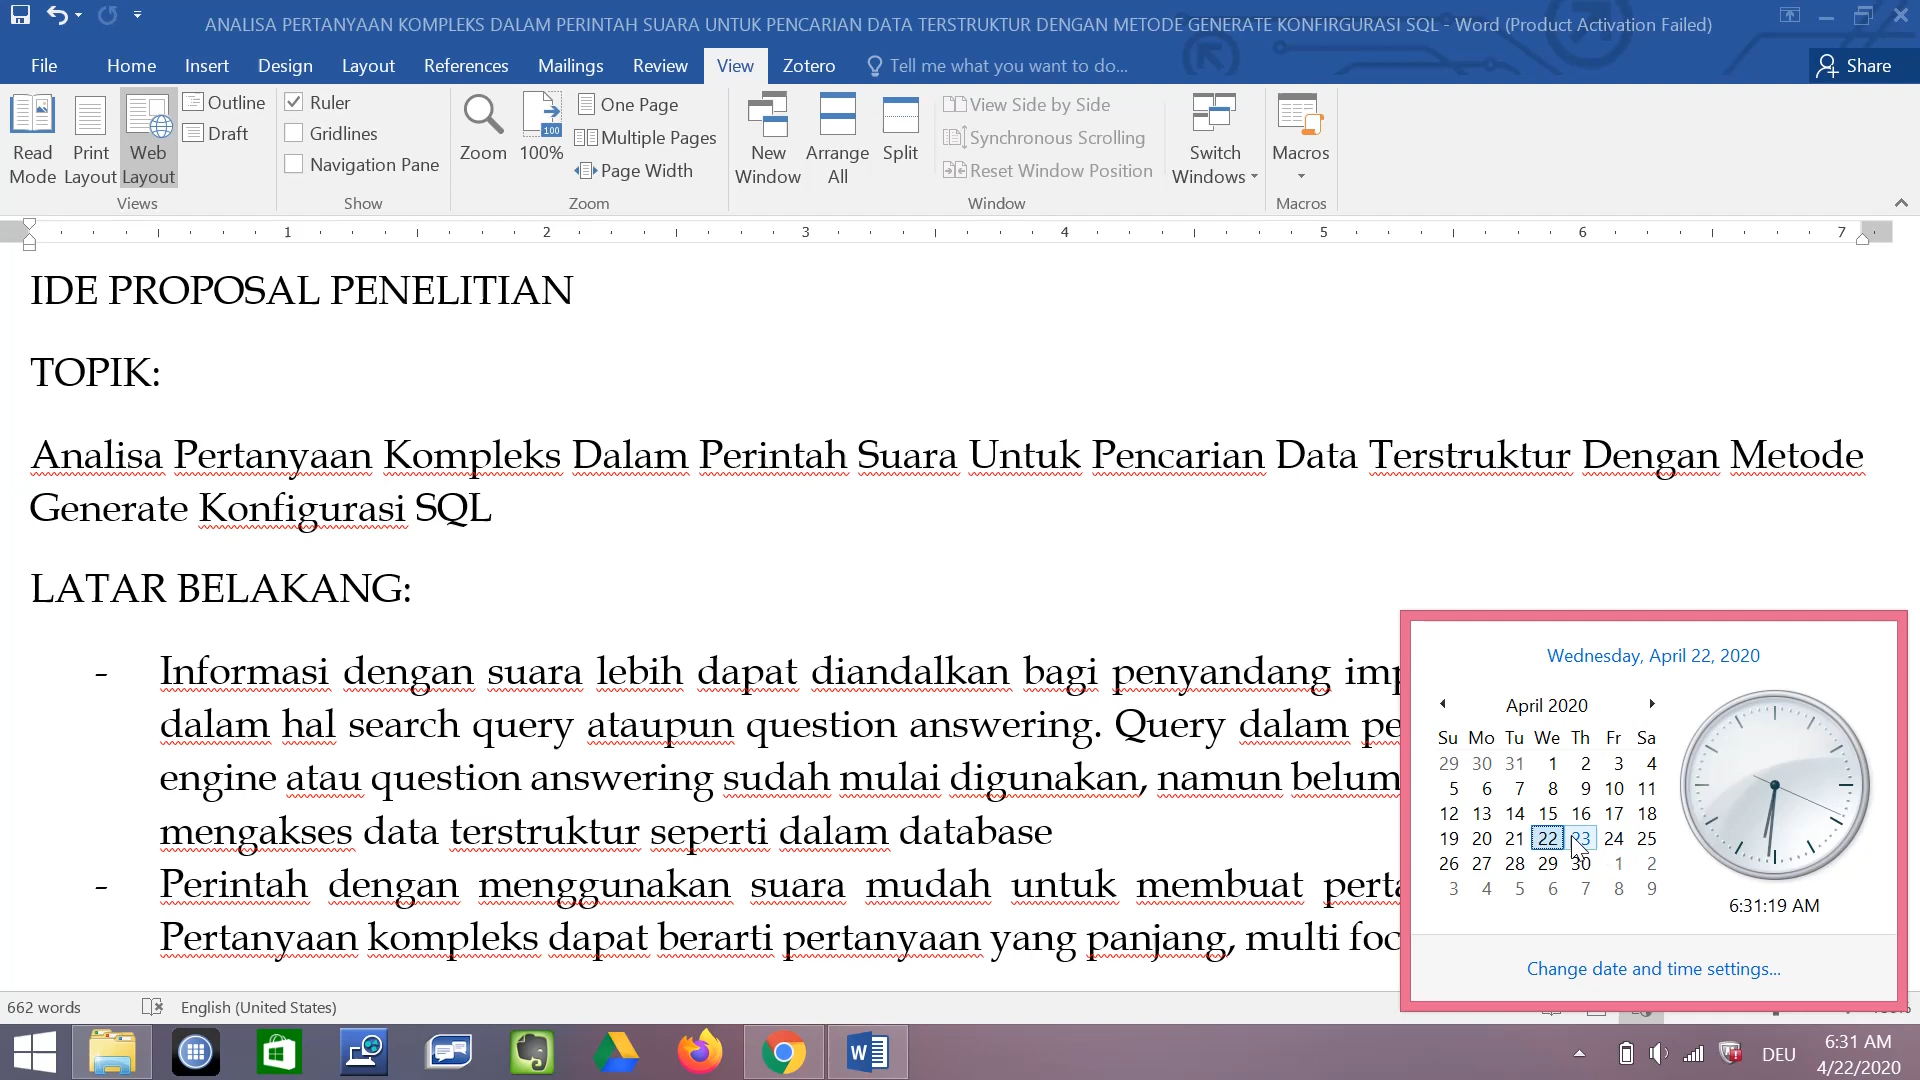 ANALISA PERTANYAAN KOMPLEKS DALAM PERINTAH SUARA UNTUK PENCARIAN DATA TERSTRUKTUR DENGAN METODE GENERATE KONFIRGURASI SQL - Word (Product Activation Failed)
File Home Insert Design Layout References Mailings Review View Zotero Tell me what you want to do... Share
Read Mode
Print Layout
Web Layout
Outline
Draft
Views
Ruler
Gridlines
Navigation Pane
Show
Zoom
100
100%
One Page
Multiple Pages
Page Width
Zoom
New Window
Arrange All
Split
View Side by Side
Synchronous Scrolling
Reset Window Position
Window
Switch Windows
Macros
Macros
1 2 3 4 5 6 7
IDE PROPOSAL PENELITIAN
TOPIK:
Analisa Pertanyaan Kompleks Dalam Perintah Suara Untuk Pencarian Data Terstruktur Dengan Metode
Generate Konfigurasi SQL
LATAR BELAKANG:
- Informasi dengan suara lebih dapat diandalkan bagi penyandang imp
dalam hal search query ataupun question answering. Query dalam pe
engine atau question answering sudah mulai digunakan, namun belum
mengakses data terstruktur seperti dalam database
- Perintah dengan menggunakan suara mudah untuk membuat perta
Pertanyaan kompleks dapat berarti pertanyaan yang panjang, multi foc
Wednesday, April 22, 2020
April 2020
Su Mo Tu We Th Fr Sa
29 30 31 1 2 3 4
5 6 7 8 9 10 11
12 13 14 15 16 17 18
19 20 21 22 23 24 25
26 27 28 29 30 1 2
3 4 5 6 7 8 9
6:31:19 AM
Change date and time settings...
662 words English (United States)
W
DEU
6:31 AM
4/22/2020